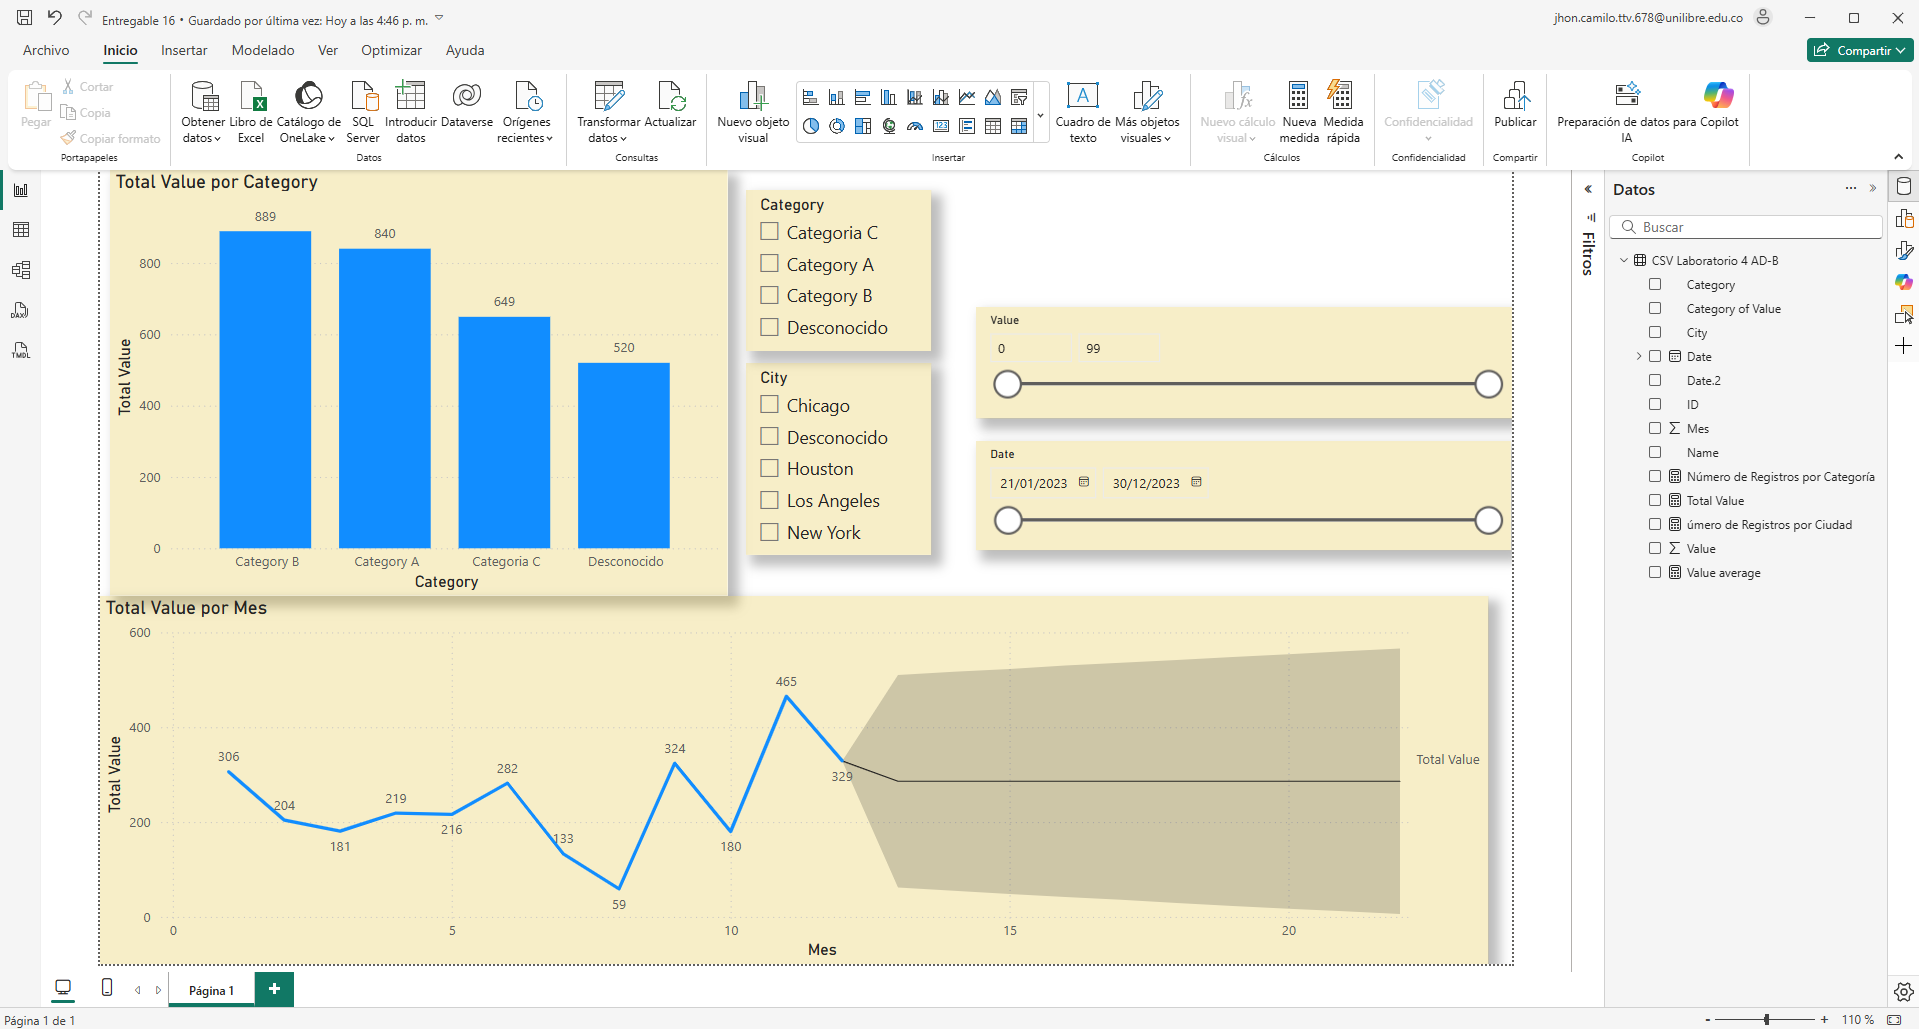 Entregable 16 • Guardado por última vez: Hoy a las 4:46 p. m.
jhon.camilo.ttv.678@unilibre.edu.co
Archivo
Inicio
Insertar
Modelado
Ver
Optimizar
Ayuda
Compartir
Pegar
Cortar
Copia
Copiar formato
Portapapeles
Obtener datos
Libro de Excel
Catálogo de OneLake
SQL Server
Introducir datos
Dataverse
Orígenes recientes
Datos
Transformar datos
Actualizar
Consultas
Nuevo objeto visual
Cuadro de texto
Más objetos visuales
Insertar
Nuevo cálculo visual
Nueva medida
Medida rápida
Cálculos
Confidencialidad
Confidencialidad
Publicar
Compartir
Preparación de datos para IA
Copilot
Copilot
Total Value por Category
889
840
649
520
800
600
400
200
0
Total Value
Category B
Category A
Categoria C
Desconocido
Category
Category
Categoria C
Category A
Category B
Desconocido
City
Chicago
Desconocido
Houston
Los Angeles
New York
Value
0
99
Date
21/01/2023
30/12/2023
Total Value por Mes
600
400
200
0
Total Value
306
204
181
219
216
282
133
59
324
180
465
329
Total Value
0
5
10
15
20
Mes
Filtros
Datos
Buscar
CSV Laboratorio 4 AD-B
Category
Category of Value
City
Date
Date.2
ID
Mes
Name
Número de Registros por Categoría
Total Value
úmero de Registros por Ciudad
Value
Value average
DAX
TMDL
Página 1
Página 1 de 1
- + 110 %